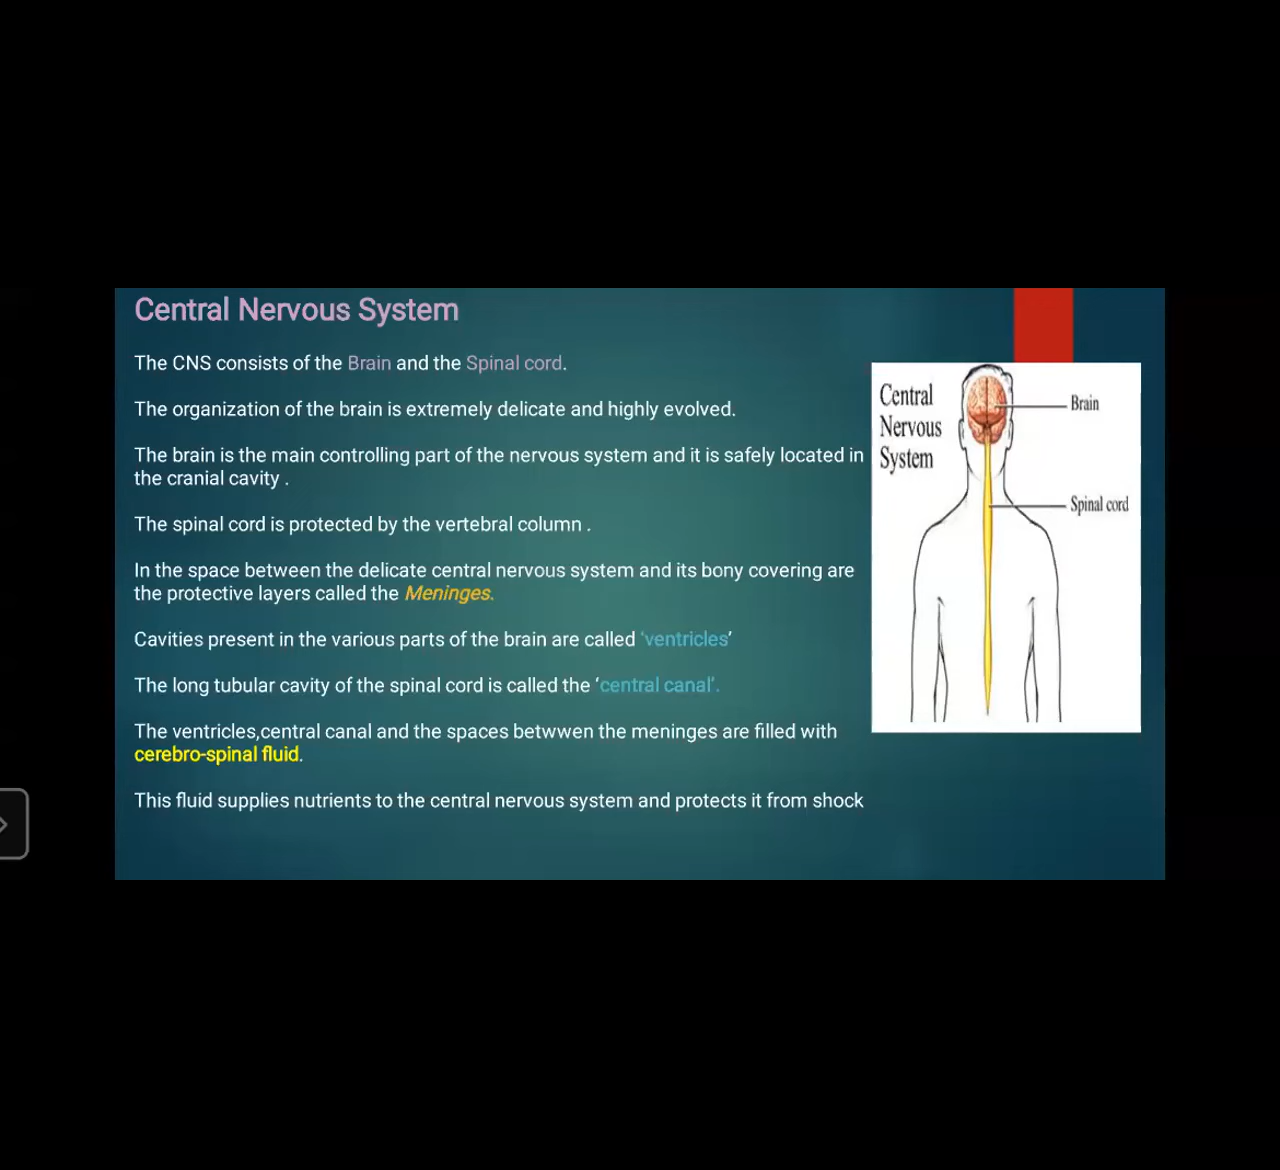 Central Nervous System
The CNS consists of the Brain and the Spinal cord.
The organization of the brain is extremely delicate and highly evolved.
The brain is the main controlling part of the nervous system and it is safely located in
the cranial cavity .
The spinal cord is protected by the vertebral column .
In the space between the delicate central nervous system and its bony covering are
the protective layers called the Meninges.
Cavities present in the various parts of the brain are called ‘ventricles’
The long tubular cavity of the spinal cord is called the ‘central canal’.
The ventricles,central canal and the spaces betwwen the meninges are filled with
cerebro-spinal fluid.
This fluid supplies nutrients to the central nervous system and protects it from shock
Central
Nervous
System
Brain
Spinal cord